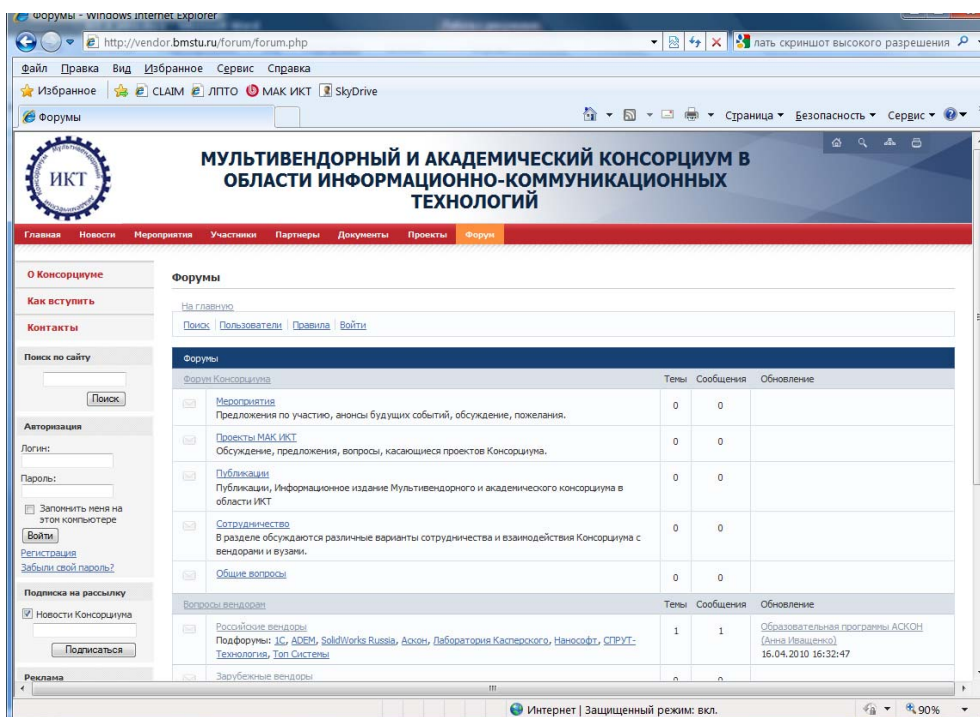 Форумы - Windows Internet Explorer
http://vendor.bmstu.ru/forum/forum.php
лать скриншот высокого разрешения
Файл Правка Вид Избранное Сервис Справка
Избранное CLAIM ЛПТО МАК ИКТ SkyDrive
Форумы
Страница Безопасность Сервис
ИКТ
МУЛЬТИВЕНДОРНЫЙ И АКАДЕМИЧЕСКИЙ КОНСОРЦИУМ В
ОБЛАСТИ ИНФОРМАЦИОННО-КОММУНИКАЦИОННЫХ
ТЕХНОЛОГИЙ
Главная Новости Мероприятия Участники Партнеры Документы Проекты Форум
О Консорциуме
Как вступить
Контакты
Поиск по сайту
Поиск
Авторизация
Логин:
Пароль:
Запомнить меня на
этом компьютере
Войти
Регистрация
Забыли свой пароль?
Подписка на рассылку
Новости Консорциума
Подписаться
Реклама
Форумы
На главную
Поиск Пользователи Правила Войти
Форумы
Форум Консорциума Темы Сообщения Обновление
Мероприятия
Предложения по участию, анонсы будущих событий, обсуждение, пожелания.
0 0
Проекты МАК ИКТ
Обсуждение, предложения, вопросы, касающиеся проектов Консорциума.
0 0
Публикации
Публикации, Информационное издание Мультивендорного и академического консорциума в
области ИКТ
0 0
Сотрудничество
В разделе обсуждаются различные варианты сотрудничества и взаимодействия Консорциума с
вендорами и вузами.
0 0
Общие вопросы
0 0
Вопросы вендорам Темы Сообщения Обновление
Российские вендоры
Подфорумы: 1С, ADEM, SolidWorks Russia, Аскон, Лаборатория Касперского, Нанософт, СПРУТ-
Технология, Топ Системы
1 1
Образовательная программы АСКОН
(Анна Иващенко)
16.04.2010 16:32:47
Зарубежные вендоры
0 0
Интернет | Защищенный режим: вкл.
90%